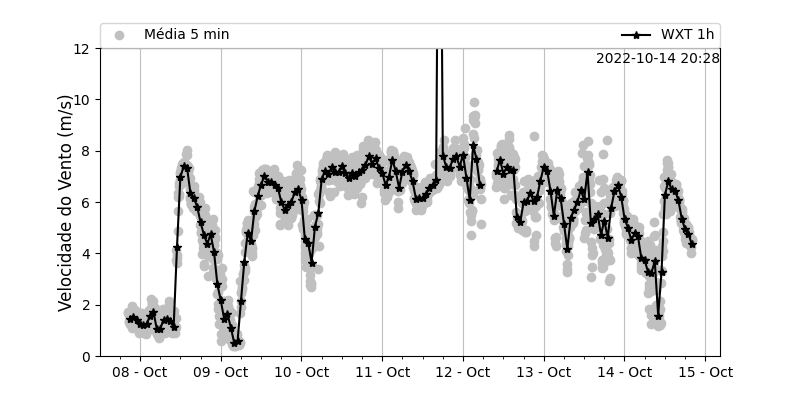 Média 5 min
WXT 1h
2022-10-14 20:28
Velocidade do Vento (m/s)
12
10
8
6
4
2
0
08 - Oct
09 - Oct
10 - Oct
11 - Oct
12 - Oct
13 - Oct
14 - Oct
15 - Oct